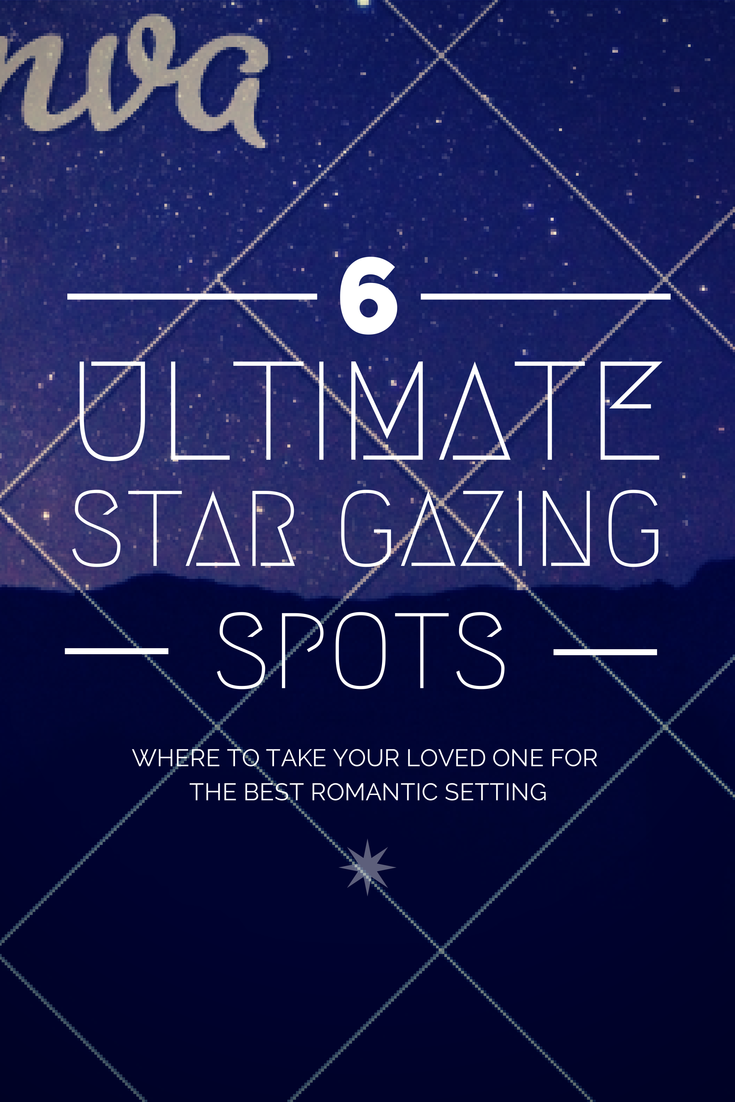 nva
6
ULTIMATE
STAR GAZING
SPOTS
WHERE TO TAKE YOUR LOVED ONE FOR
THE BEST ROMANTIC SETTING